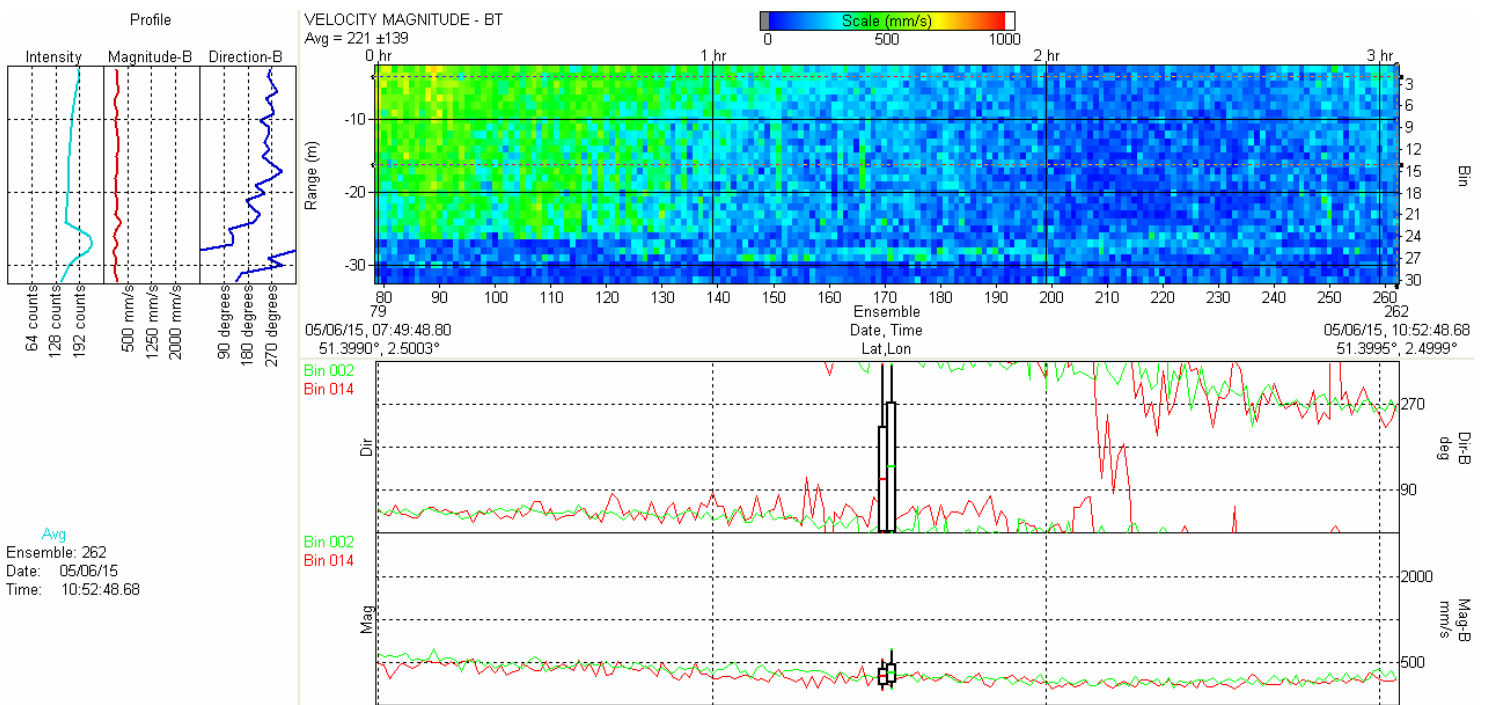 Profile
Intensity Magnitude-B Direction-B
64 counts
128 counts
192 counts
500 mm/s
1250 mm/s
2000 mm/s
90 degrees
180 degrees
270 degrees
VELOCITY MAGNITUDE - BT
Avg = 221 ±139
Scale (mm/s)
0 500 1000
0 hr 1 hr 2 hr 3 hr
Range (m)
-10
-20
-30
3
6
9
12
15
18
21
24
27
30
Bin
80 90 100 110 120 130 140 150 160 170 180 190 200 210 220 230 240 250 260
79 Ensemble 262
05/06/15, 07:49:48.80 Date, Time 05/06/15, 10:52:48.68
51.3990°, 2.5003° Lat,Lon 51.3995°, 2.4999°
Bin 002
Bin 014
Dir
270
90
Dir-B
deg
Bin 002
Bin 014
Mag
2000
500
Mag-B
mm/s
Avg
Ensemble: 262
Date: 05/06/15
Time: 10:52:48.68